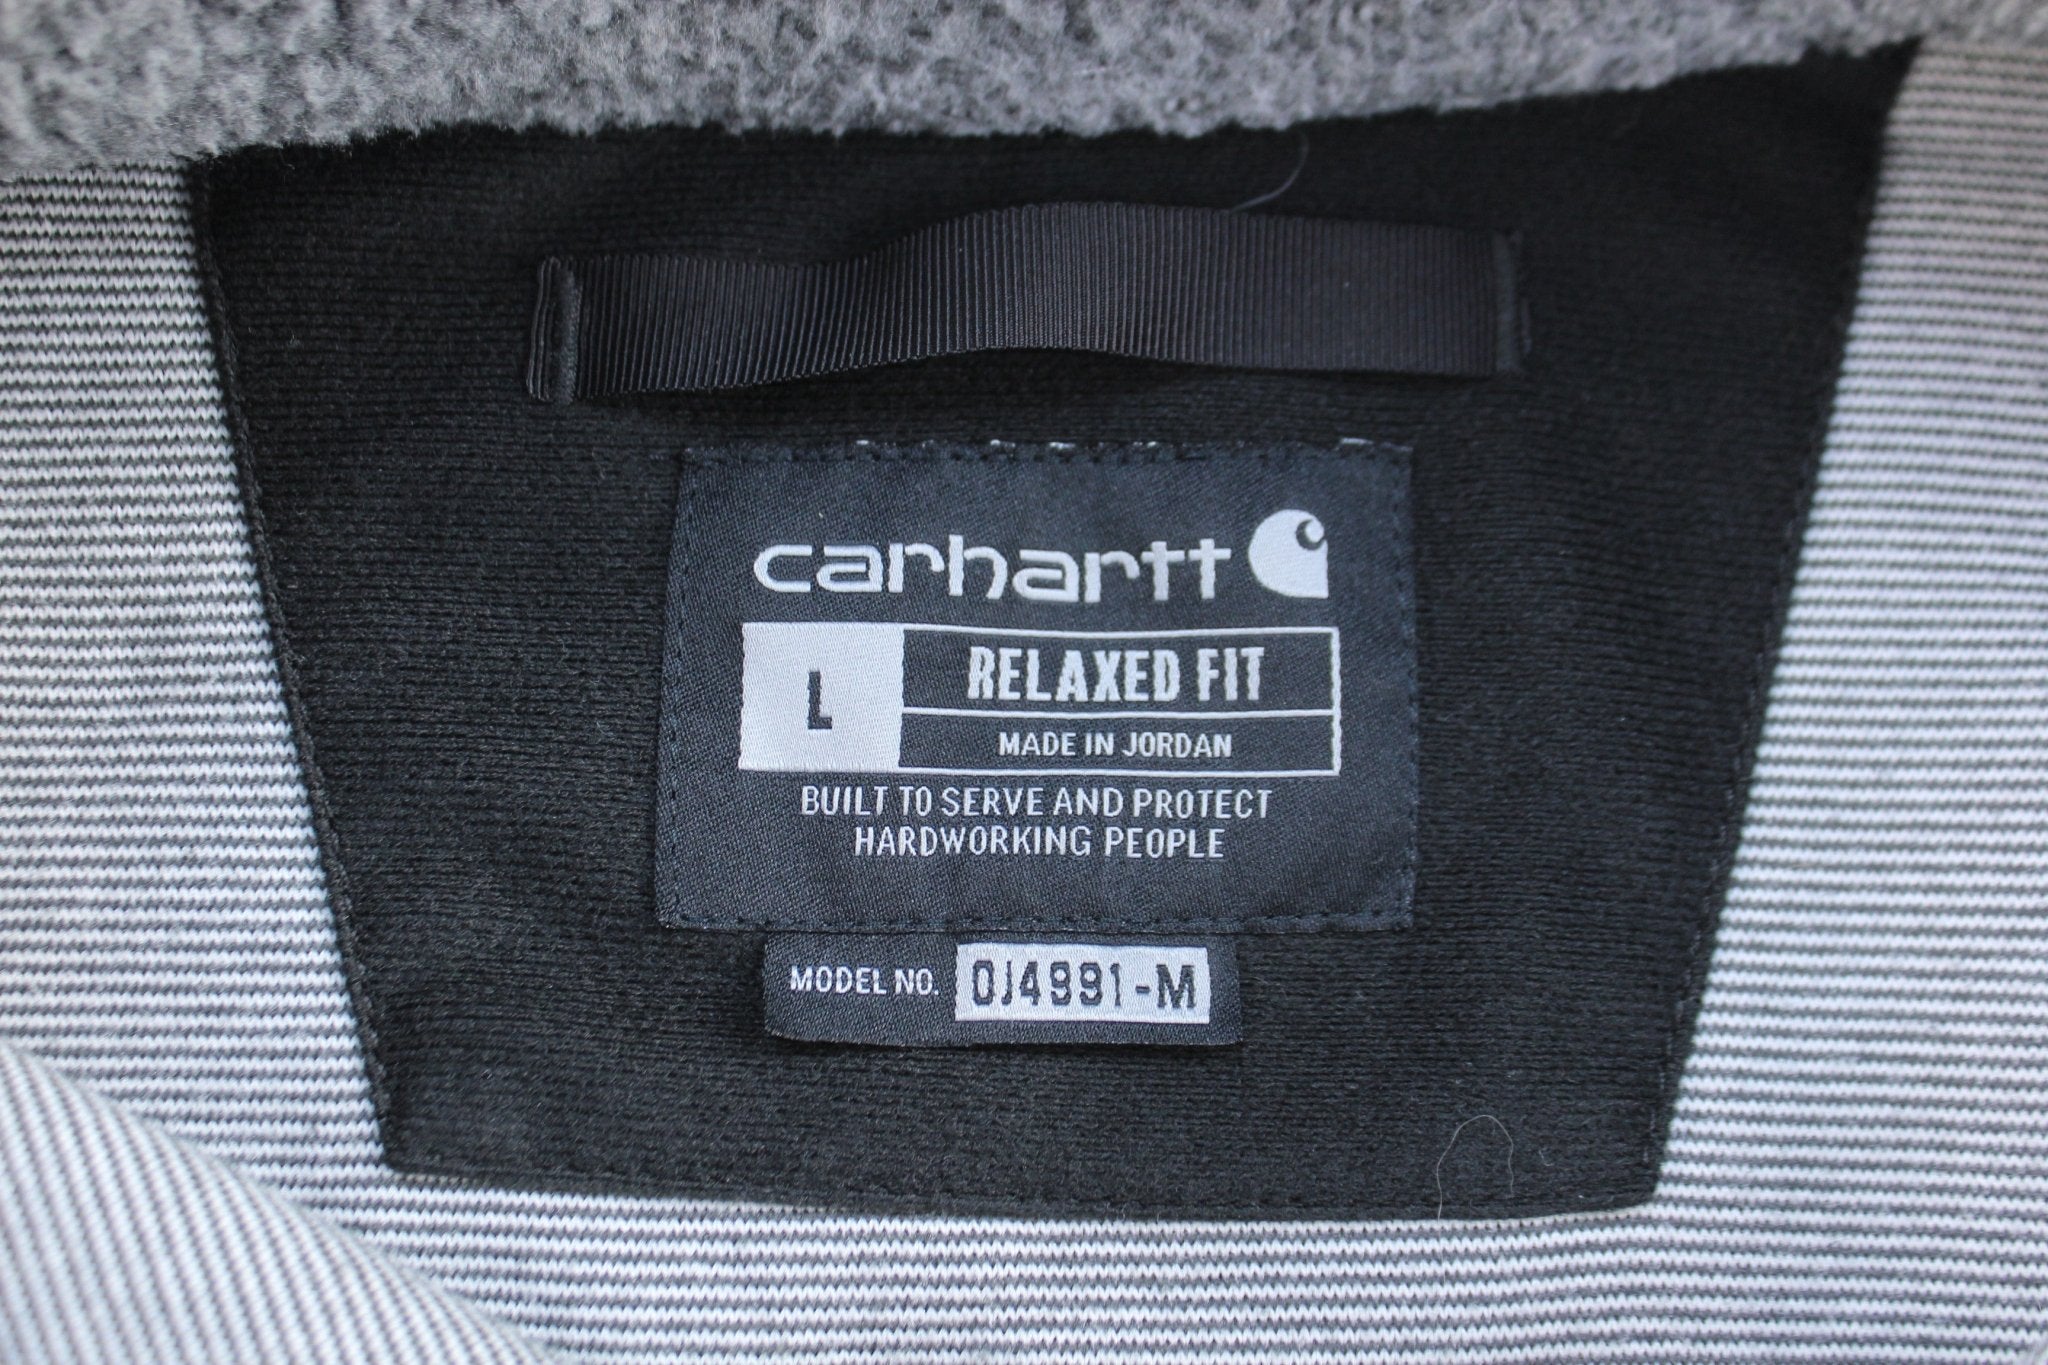 carhartt
L
RELAXED FIT
MADE IN JORDAN
BUILT TO SERVE AND PROTECT
HARDWORKING PEOPLE
MODEL NO. OJ4991-M